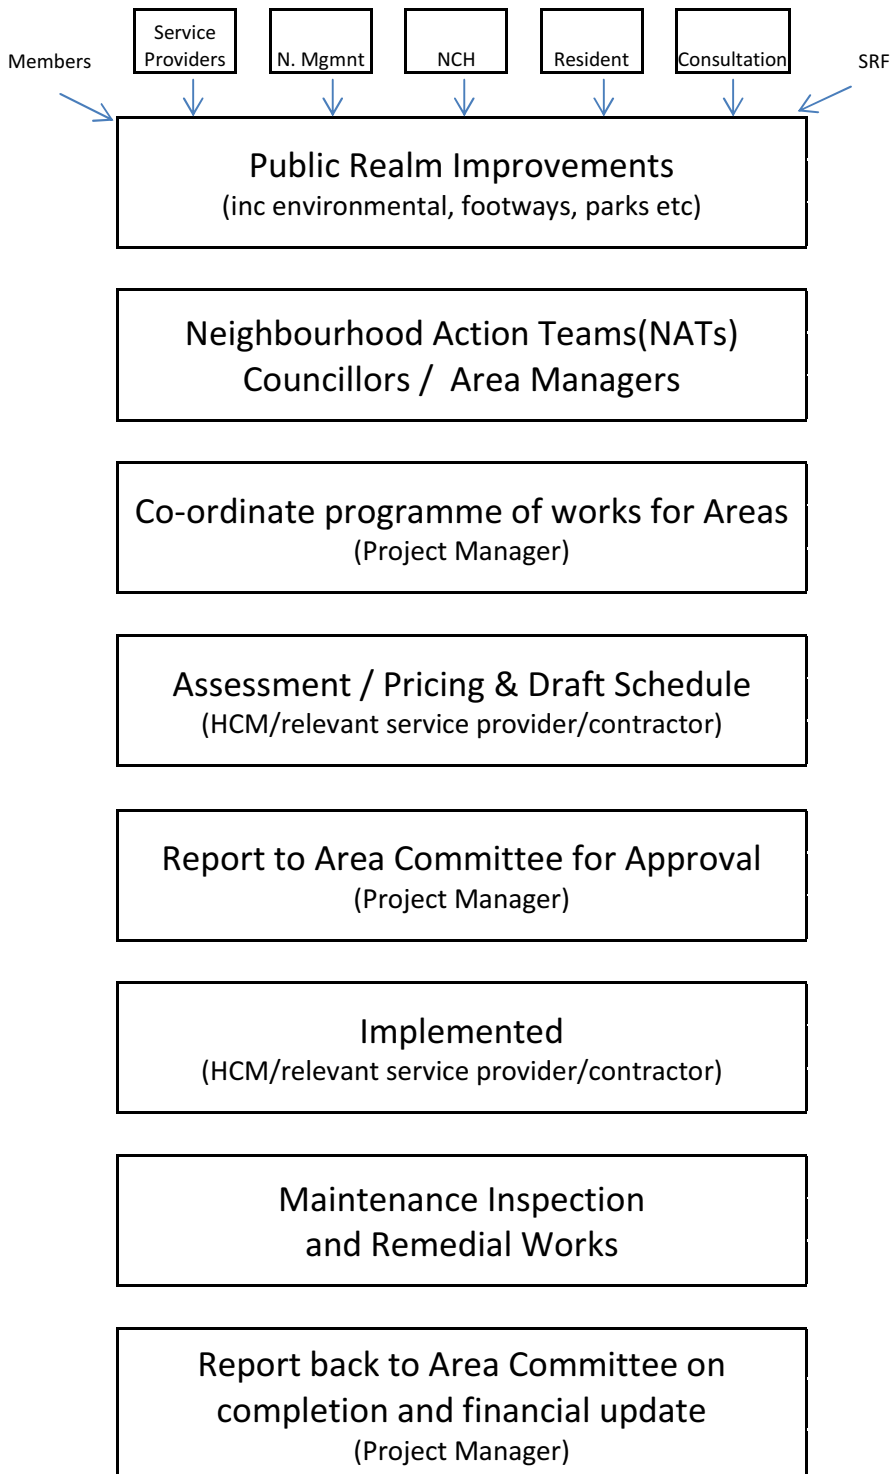 Members
Service
Providers
N. Mgmnt
NCH
Resident
Consultation
SRF
Public Realm Improvements
(inc environmental, footways, parks etc)
Neighbourhood Action Teams(NATs)
Councillors / Area Managers
Co-ordinate programme of works for Areas
(Project Manager)
Assessment / Pricing & Draft Schedule
(HCM/relevant service provider/contractor)
Report to Area Committee for Approval
(Project Manager)
Implemented
(HCM/relevant service provider/contractor)
Maintenance Inspection
and Remedial Works
Report back to Area Committee on
completion and financial update
(Project Manager)